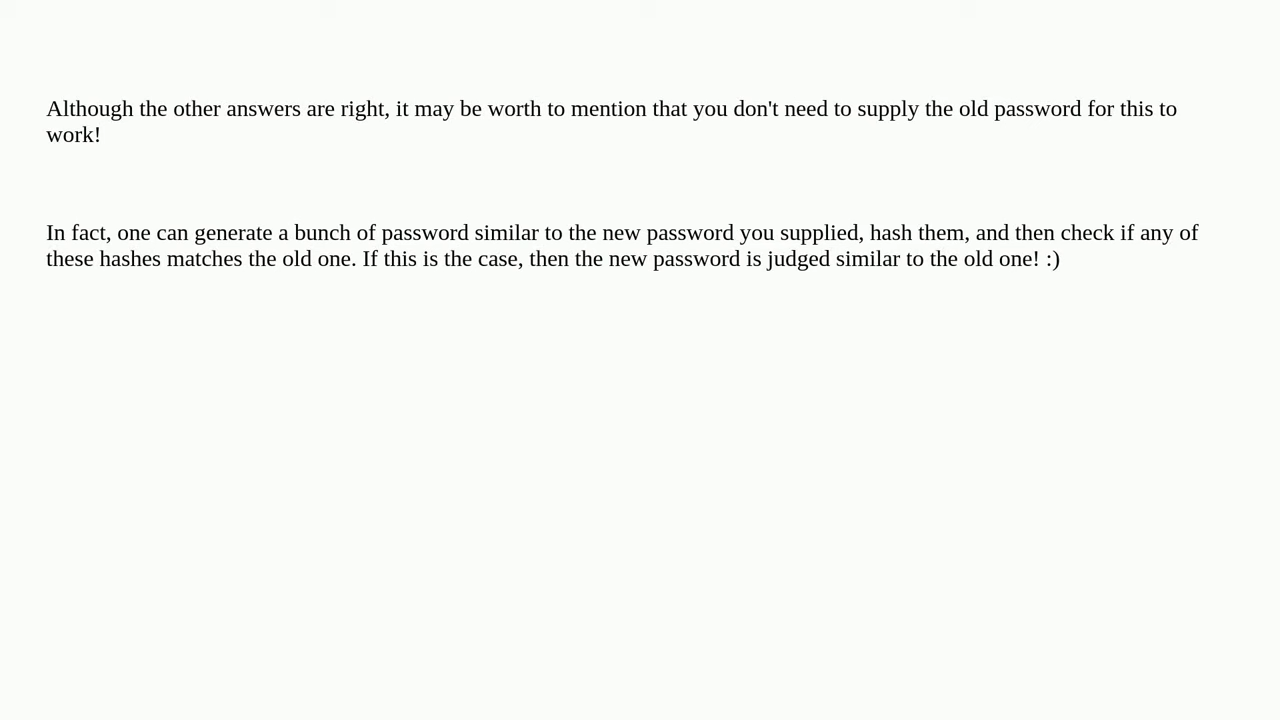 Although the other answers are right, it may be worth to mention that you don't need to supply the old password for this to
work!
In fact, one can generate a bunch of password similar to the new password you supplied, hash them, and then check if any of
these hashes matches the old one. If this is the case, then the new password is judged similar to the old one! :)